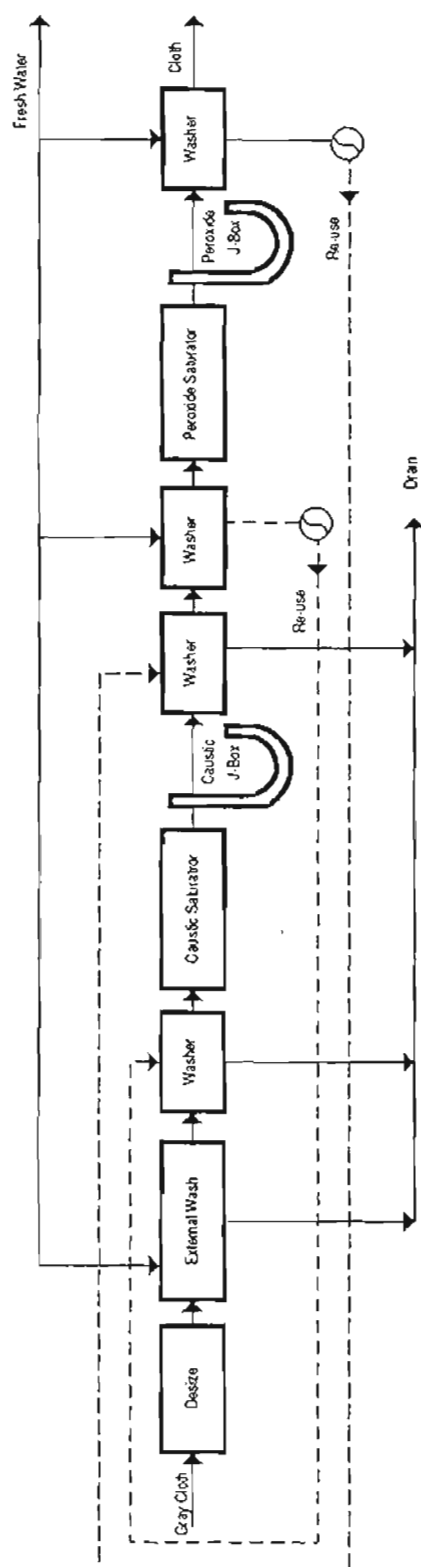 Fresh Water
Gray Cloth
Desize
External Wash
Washer
Caustic Saturatror
Caustic
J-Box
Washer
Washer
Peroxide Saturator
Peroxide
J-Box
Washer
Cloth
Re-use
Re-use
Drain